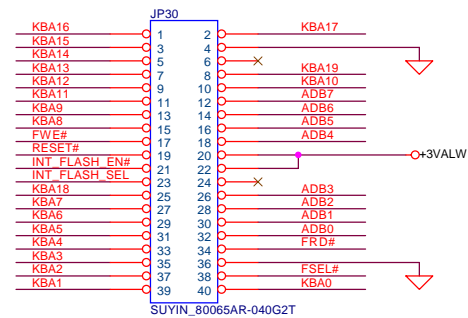 JP30
KBA16 1 2 KBA17
KBA15 3 4
KBA14 5 6
KBA13 7 8 KBA19
KBA12 9 10 KBA10
KBA11 11 12 ADB7
KBA9 13 14 ADB6
KBA8 15 16 ADB5
FWE# 17 18 ADB4
RESET# 19 20 +3VALW
INT_FLASH_EN# 21 22
INT_FLASH_SEL 23 24
KBA18 25 26 ADB3
KBA7 27 28 ADB2
KBA6 29 30 ADB1
KBA5 31 32 ADB0
KBA4 33 34 FRD#
KBA3 35 36
KBA2 37 38 FSEL#
KBA1 39 40 KBA0
SUYIN_80065AR-040G2T